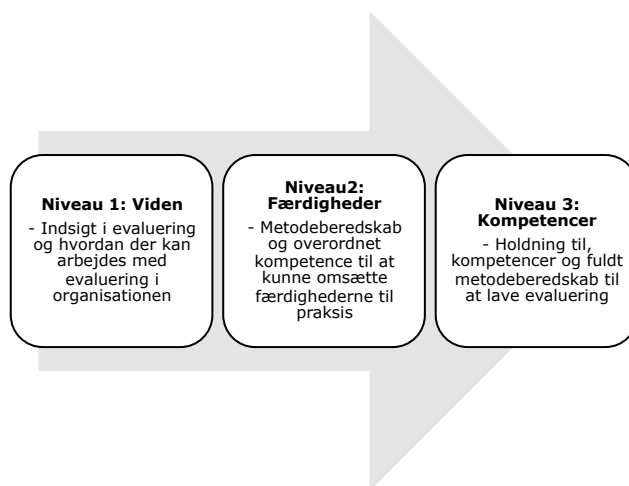 Niveau 1: Viden
- Indsigt i evaluering
og hvordan der kan
arbejdes med
evaluering i
organisationen
Niveau2:
Færdigheder
- Metodeberedskab
og overordnet
kompetence til at
kunne omsætte
færdighederne til
praksis
Niveau 3:
Kompetencer
- Holdning til,
kompetencer og fuldt
metodeberedskab til
at lave evaluering